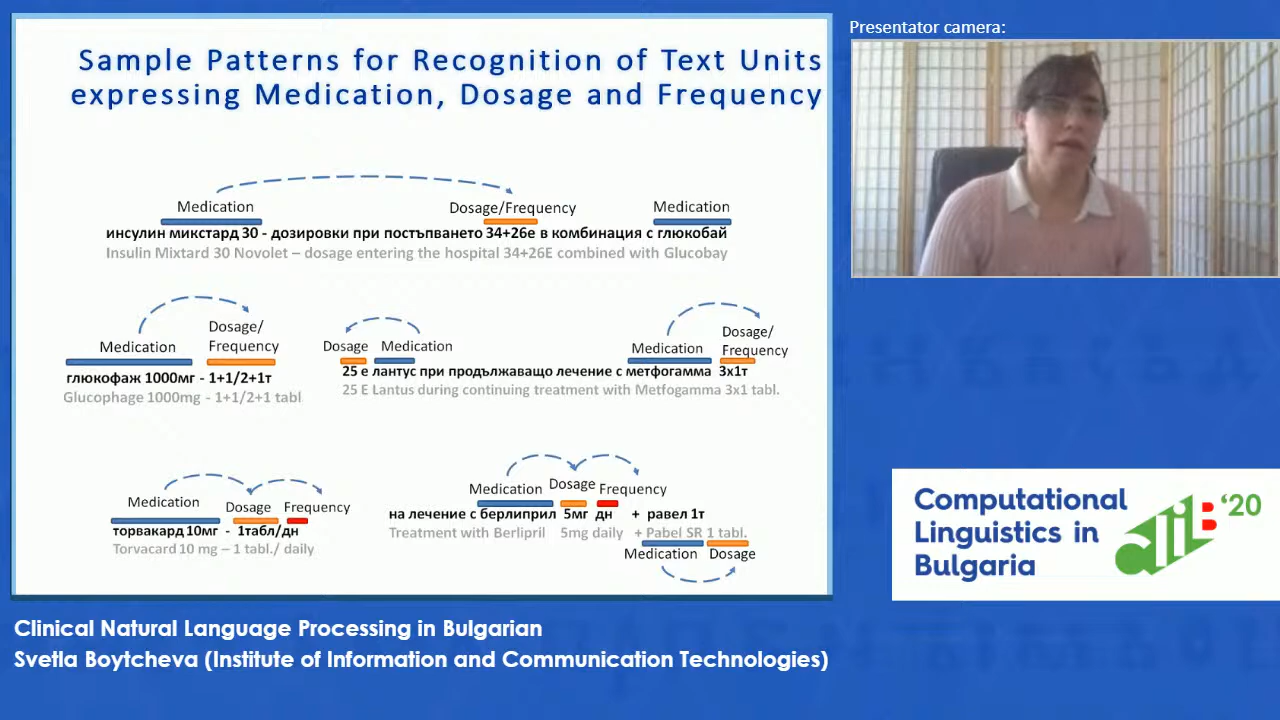 Presentator camera:
Sample Patterns for Recognition of Text Units
expressing Medication, Dosage and Frequency
Medication
Dosage/Frequency
Medication
инсулин микстард 30 - дозировки при постъпването 34+26е в комбинация с глюкобай
Insulin Mixtard 30 Novolet – dosage entering the hospital 34+26E combined with Glucobay
Medication
Dosage/
Frequency
глюкофаж 1000мг - 1+1/2+1т
Glucophage 1000mg - 1+1/2+1 tabl
Dosage
Medication
Medication
Dosage/
Frequency
25 е лантус при продължаващо лечение с метфогамма 3х1т
25 E Lantus during continuing treatment with Metfogamma 3x1 tabl.
Medication
Dosage
Frequency
торвакард 10мг - 1табл/дн
Torvacard 10 mg – 1 tabl./ daily
Medication
Dosage
Frequency
на лечение с берлиприл 5мг дн + равел 1т
Treatment with Berlipril 5mg daily + Pabel SR 1 tabl.
Medication
Dosage
Computational
Linguistics in
Bulgaria
clIB '20
Clinical Natural Language Processing in Bulgarian
Svetla Boytcheva (Institute of Information and Communication Technologies)